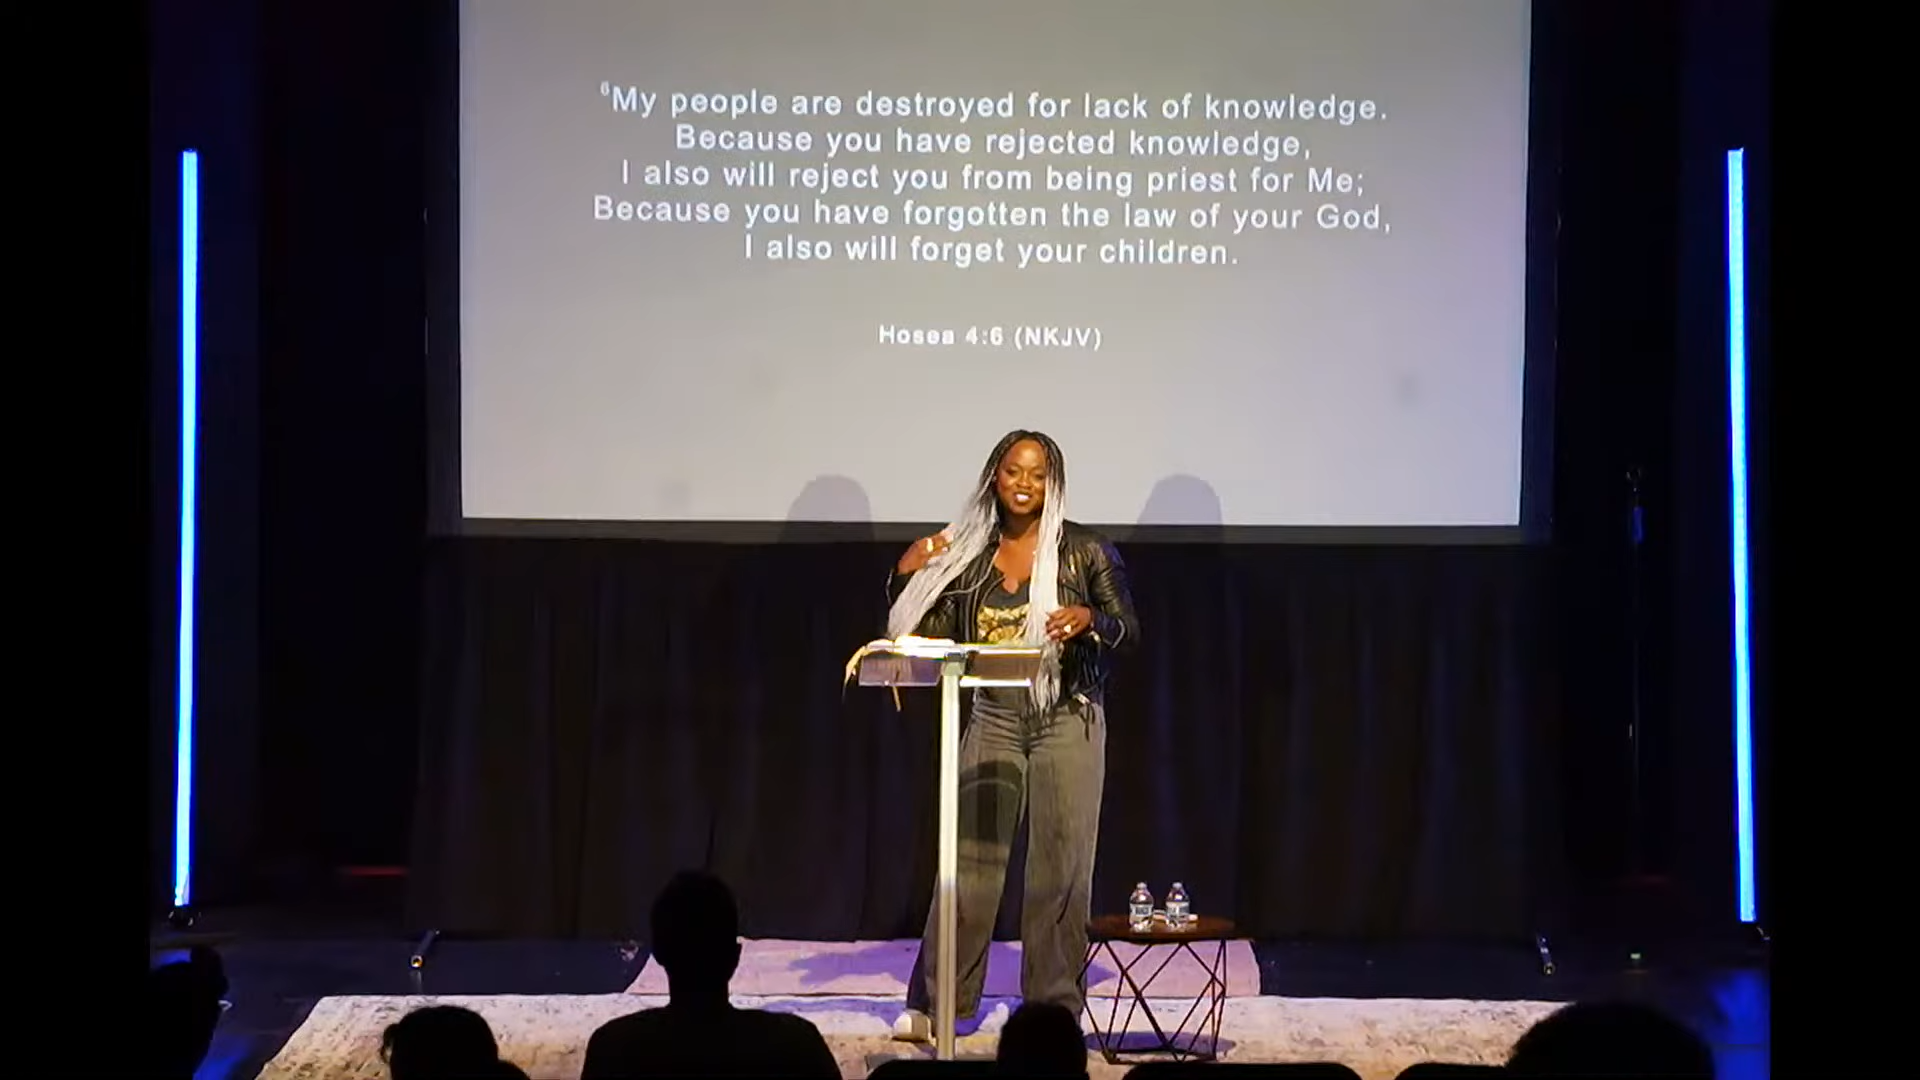 ⁶My people are destroyed for lack of knowledge.
Because you have rejected knowledge,
I also will reject you from being priest for Me;
Because you have forgotten the law of your God,
I also will forget your children.
Hosea 4:6 (NKJV)